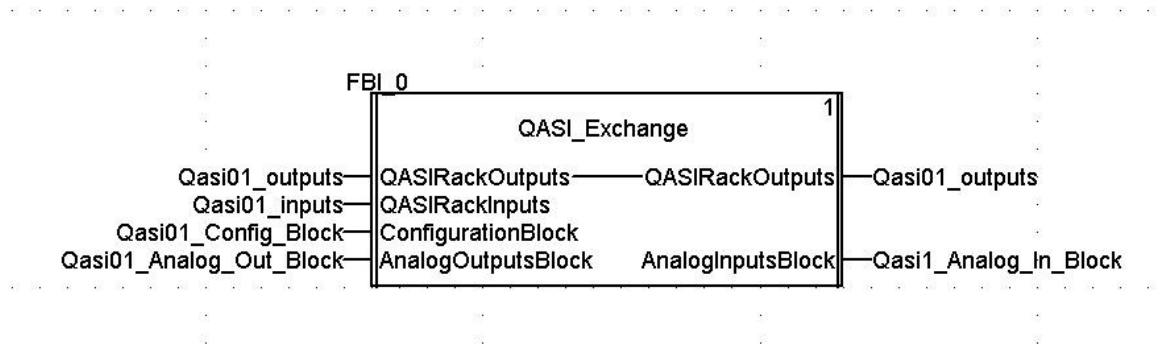 FBI_0
1
QASI_Exchange
Qasi01_outputs QASIRackOutputs QASIRackOutputs Qasi01_outputs
Qasi01_inputs QASIRackInputs
Qasi01_Config_Block ConfigurationBlock
Qasi01_Analog_Out_Block AnalogOutputsBlock AnalogInputsBlock Qasi1_Analog_In_Block